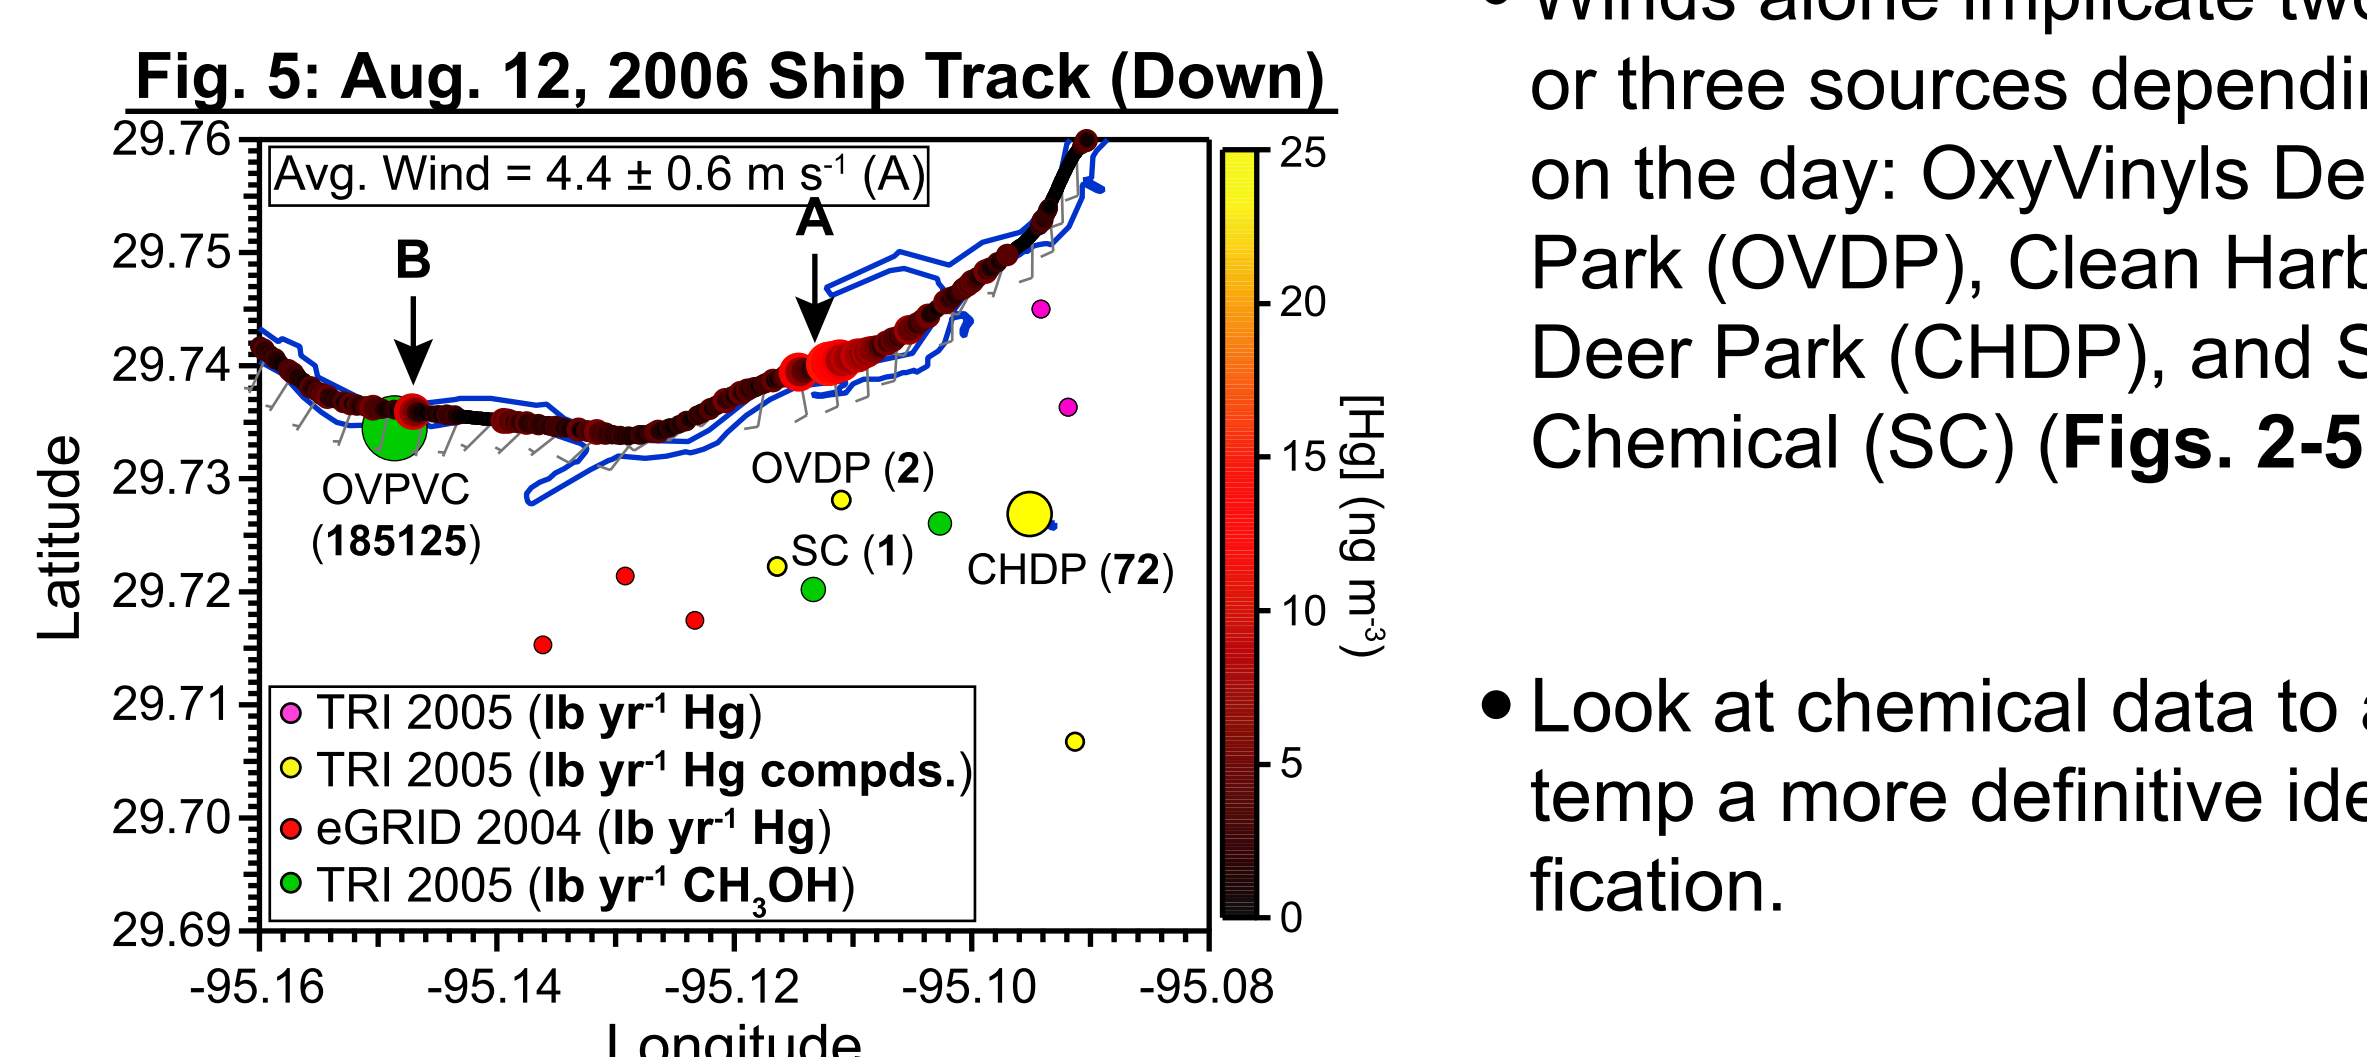 Fig. 5: Aug. 12, 2006 Ship Track (Down)
29.76
29.75
29.74
29.73
29.72
29.71
29.70
29.69
Latitude
Avg. Wind = 4.4 ± 0.6 m s⁻¹ (A)
A
B
OVPVC
(185125)
OVDP (2)
SC (1)
CHDP (72)
TRI 2005 (lb yr⁻¹ Hg)
TRI 2005 (lb yr⁻¹ Hg compds.)
eGRID 2004 (lb yr⁻¹ Hg)
TRI 2005 (lb yr⁻¹ CH₃OH)
-95.16 -95.14 -95.12 -95.10 -95.08
Longitude
25
20
15
10
5
0
[Hg] (ng m⁻³)
• Winds alone implicate two
or three sources dependin
on the day: OxyVinyls De
Park (OVDP), Clean Harb
Deer Park (CHDP), and S
Chemical (SC) (Figs. 2-5
• Look at chemical data to a
temp a more definitive ide
fication.